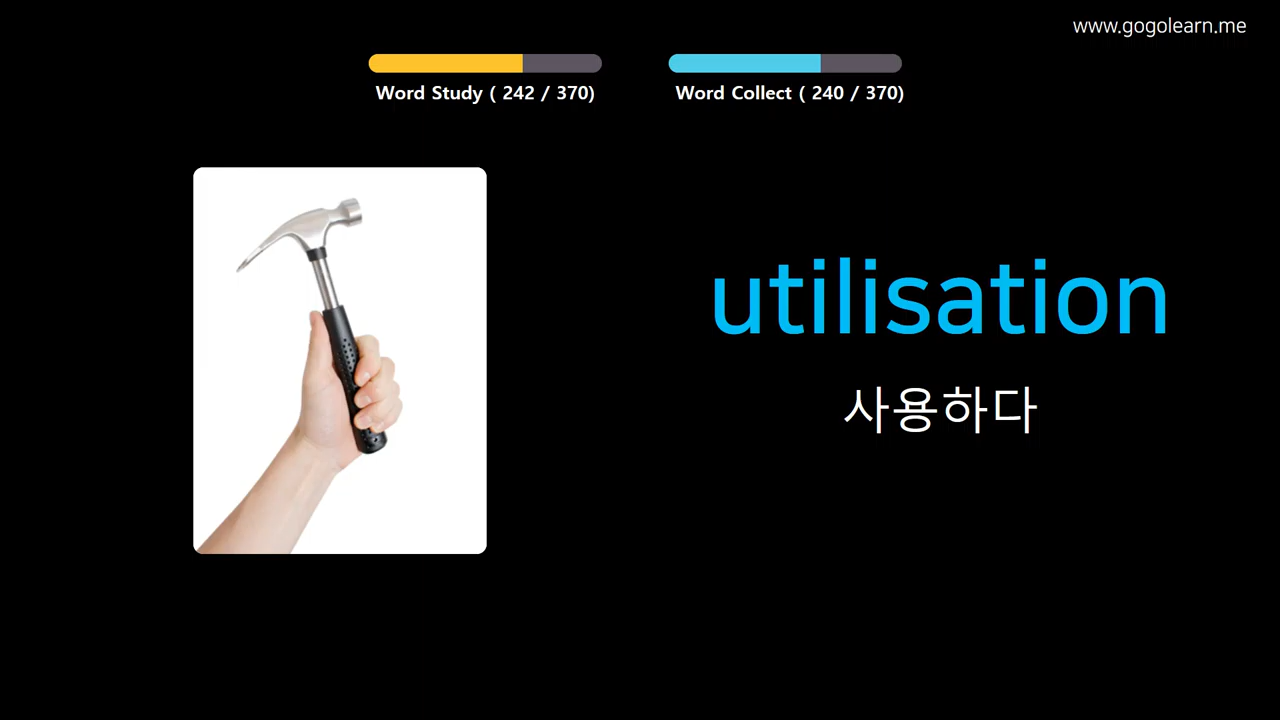 www.gogolearn.me
Word Study ( 242 / 370)
Word Collect ( 240 / 370)
utilisation
사용하다